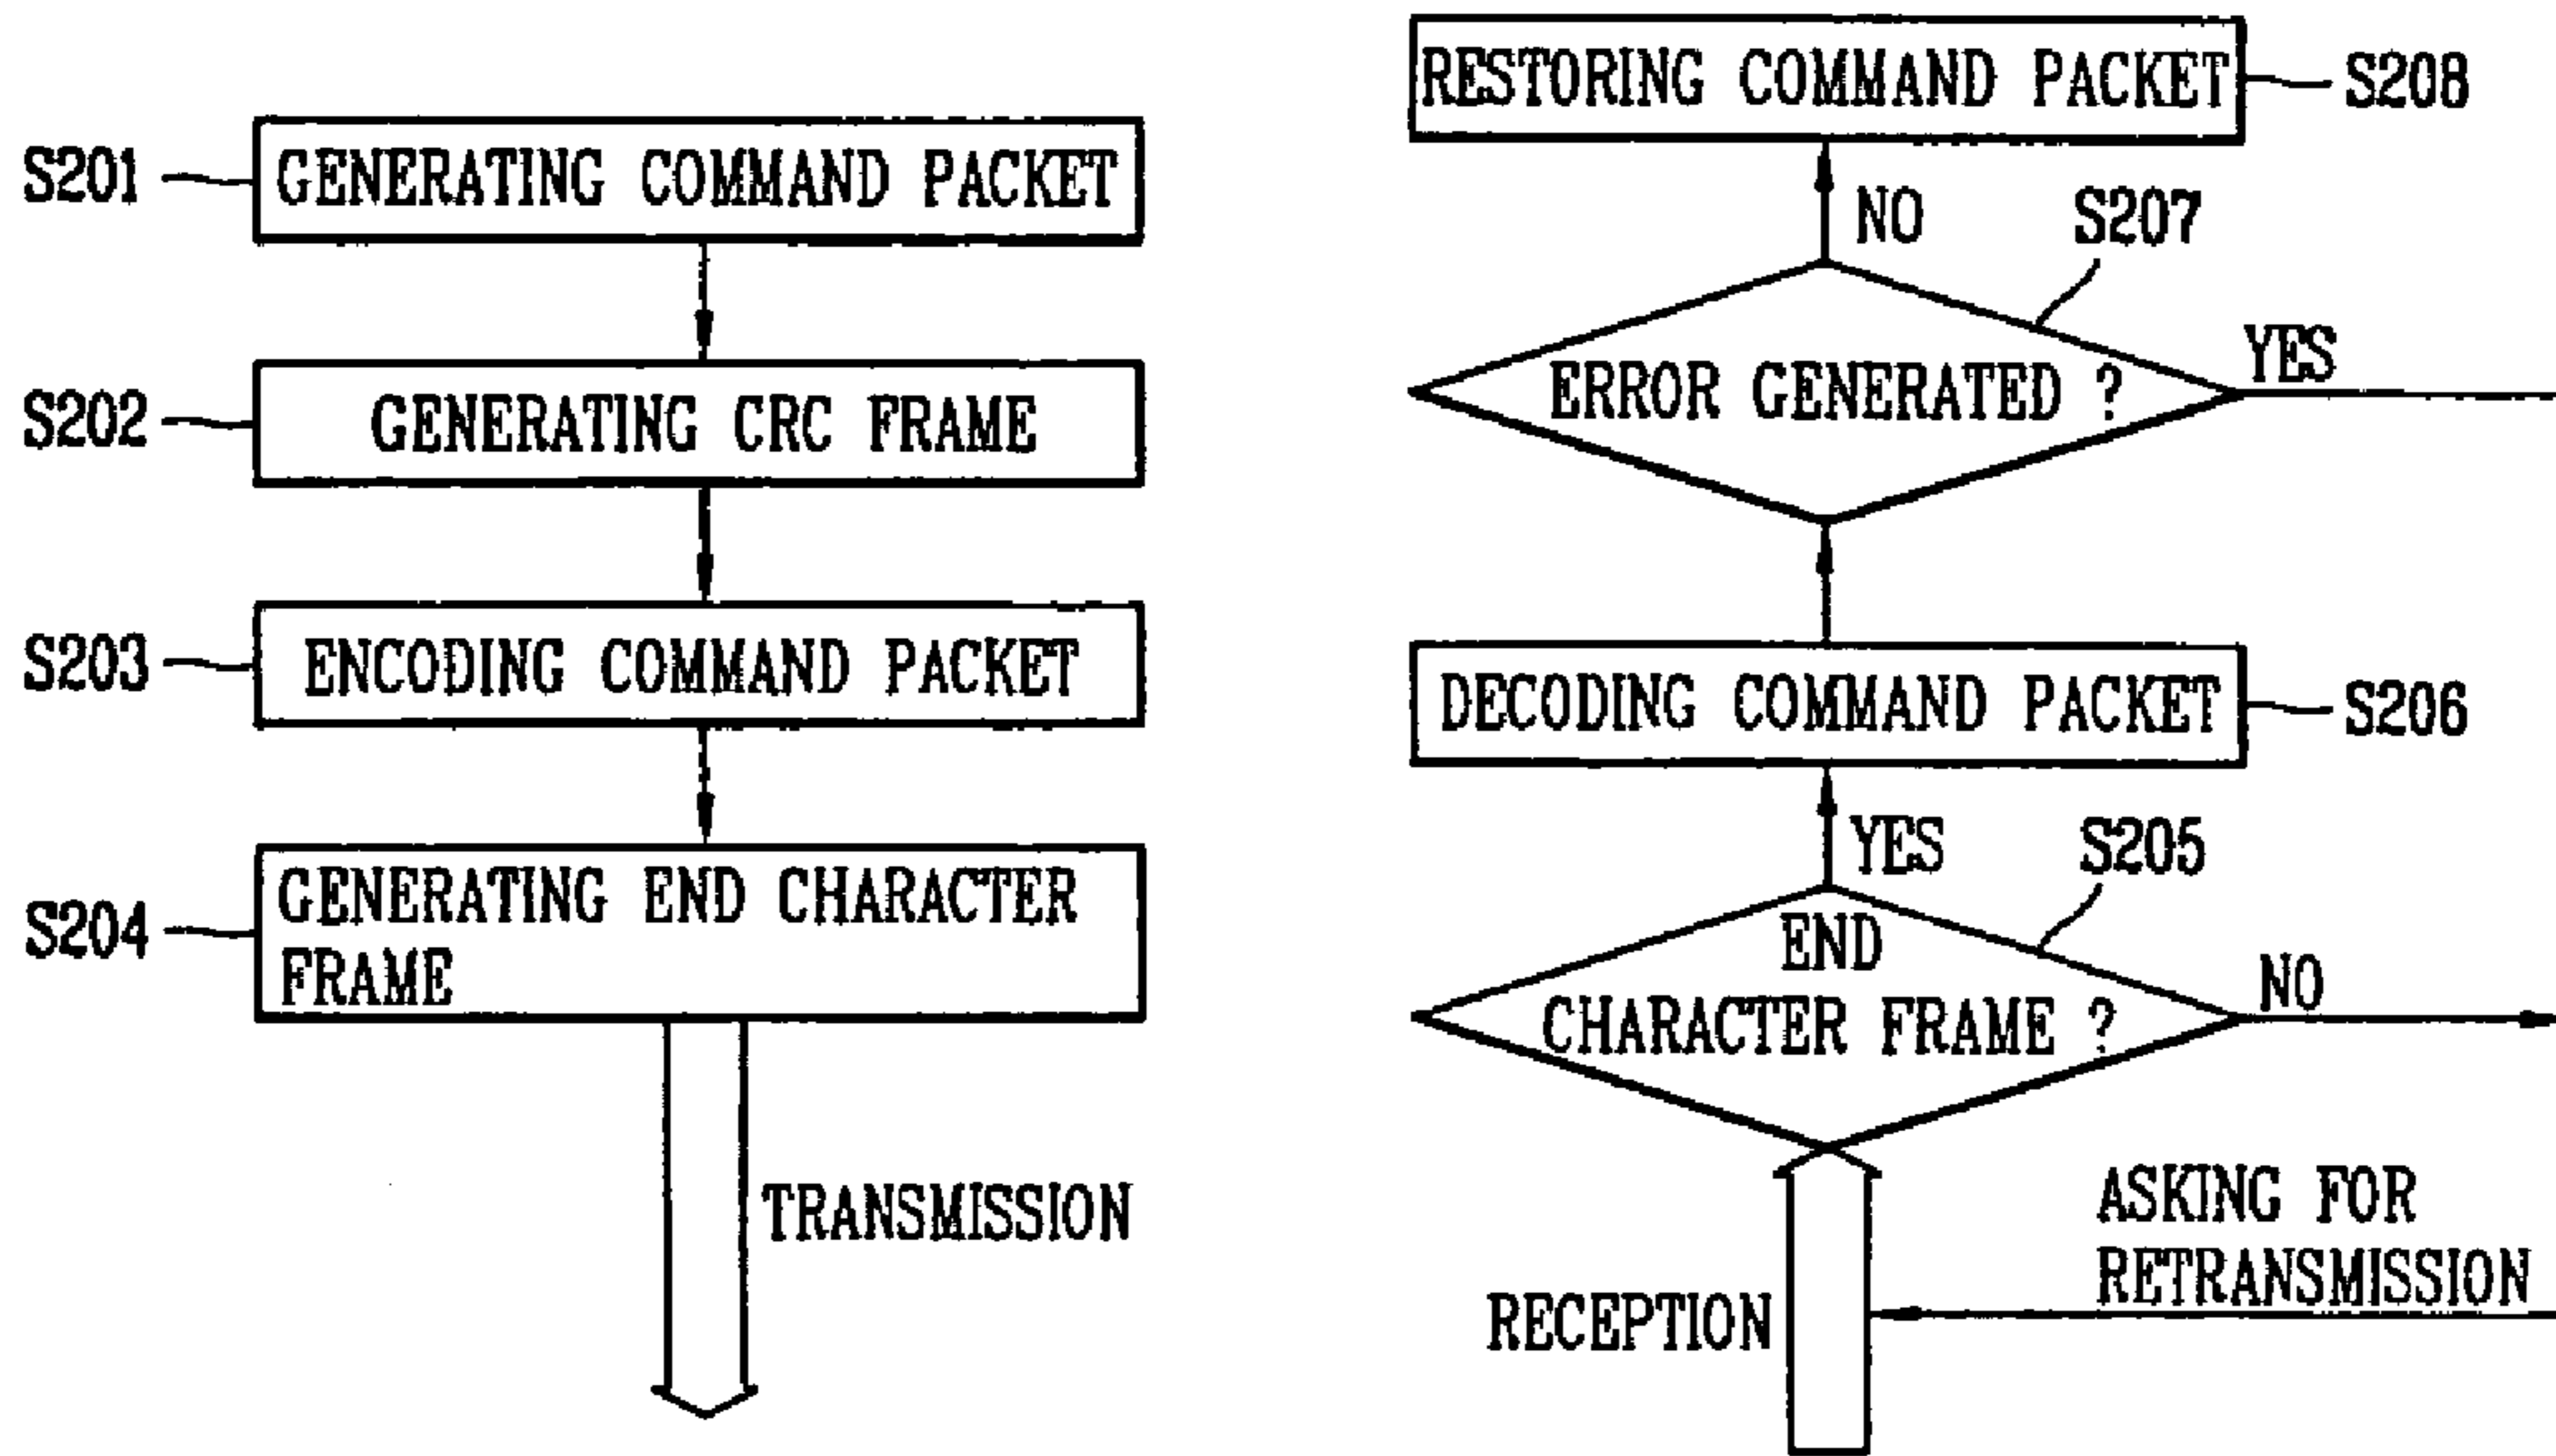 S201
GENERATING COMMAND PACKET
S202
GENERATING CRC FRAME
S203
ENCODING COMMAND PACKET
S204
GENERATING END CHARACTER
FRAME
TRANSMISSION
RESTORING COMMAND PACKET
S208
NO
S207
ERROR GENERATED ?
YES
DECODING COMMAND PACKET
S206
YES
S205
END
CHARACTER FRAME ?
NO
ASKING FOR
RETRANSMISSION
RECEPTION